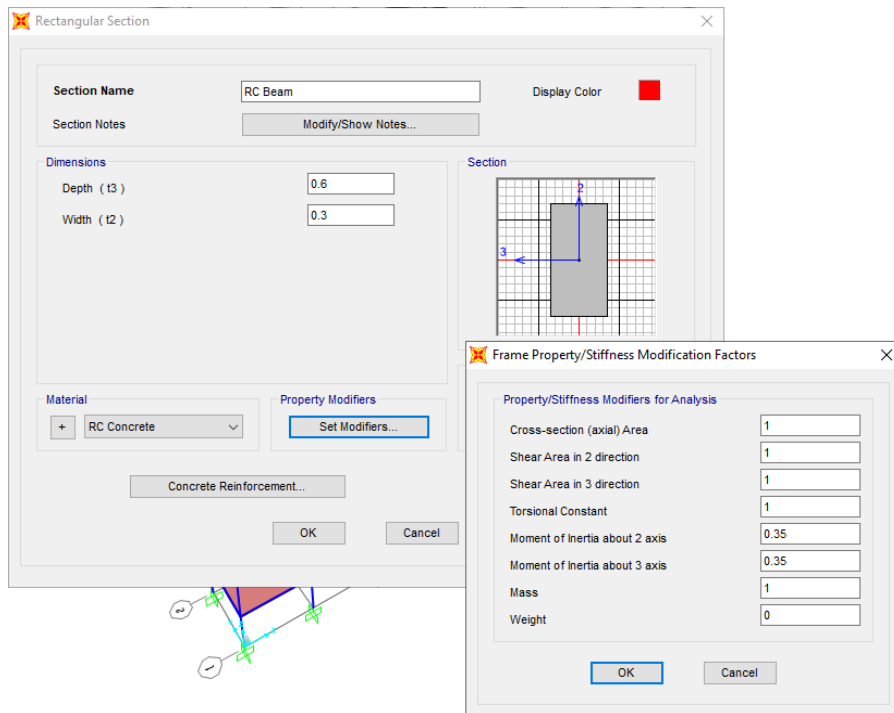 Rectangular Section
Section Name
RC Beam
Display Color
Section Notes
Modify/Show Notes...
Dimensions
Depth ( t3 )
0.6
Width ( t2 )
0.3
Section
2
3
Material
+
RC Concrete
Property Modifiers
Set Modifiers...
Concrete Reinforcement...
OK
Cancel
Frame Property/Stiffness Modification Factors
Property/Stiffness Modifiers for Analysis
Cross-section (axial) Area
1
Shear Area in 2 direction
1
Shear Area in 3 direction
1
Torsional Constant
1
Moment of Inertia about 2 axis
0.35
Moment of Inertia about 3 axis
0.35
Mass
1
Weight
0
OK
Cancel
2
1